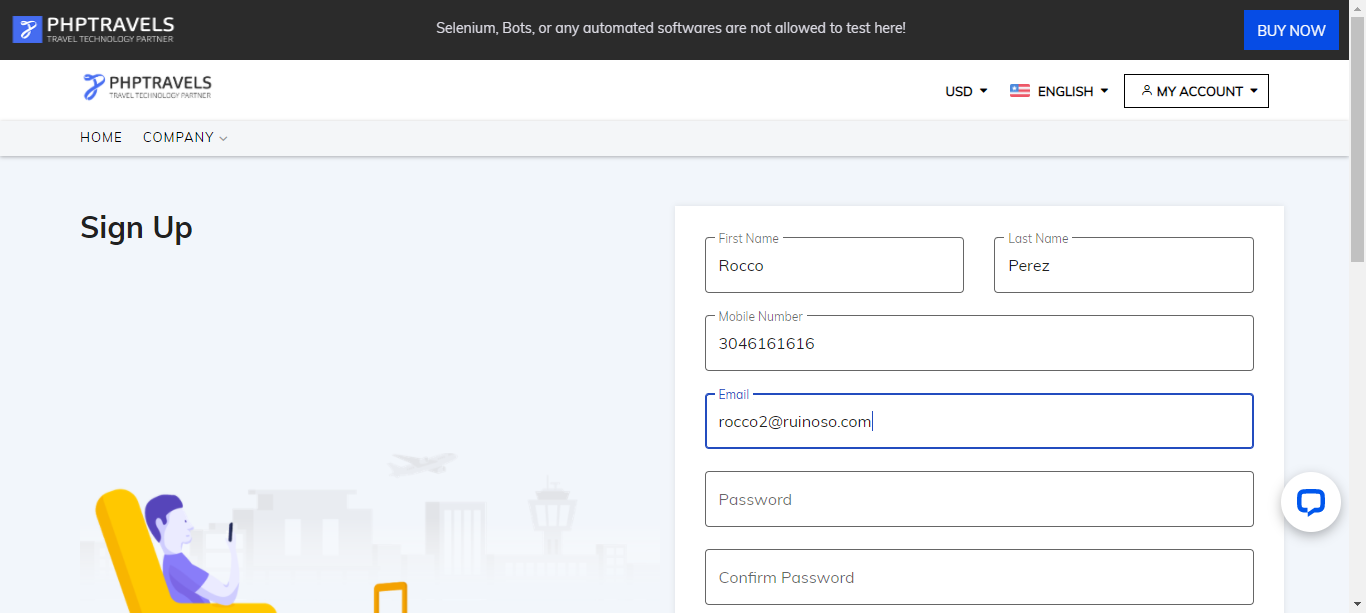 PHPTRAVELS
TRAVEL TECHNOLOGY PARTNER
Selenium, Bots, or any automated softwares are not allowed to test here!
BUY NOW
PHPTRAVELS
TRAVEL TECHNOLOGY PARTNER
USD
ENGLISH
MY ACCOUNT
HOME
COMPANY
Sign Up
First Name
Rocco
Last Name
Perez
Mobile Number
3046161616
Email
rocco2@ruinoso.com
Password
Confirm Password